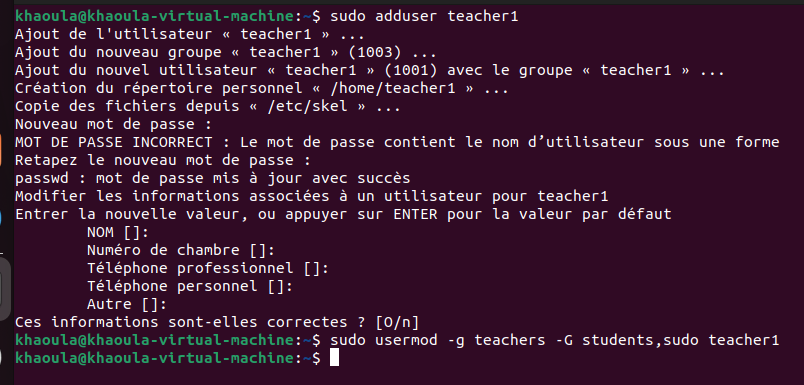 khaoula@khaoula-virtual-machine:~$ sudo adduser teacher1
Ajout de l'utilisateur « teacher1 » ...
Ajout du nouveau groupe « teacher1 » (1003) ...
Ajout du nouvel utilisateur « teacher1 » (1001) avec le groupe « teacher1 » ...
Création du répertoire personnel « /home/teacher1 » ...
Copie des fichiers depuis « /etc/skel » ...
Nouveau mot de passe :
MOT DE PASSE INCORRECT : Le mot de passe contient le nom d’utilisateur sous une forme
Retapez le nouveau mot de passe :
passwd : mot de passe mis à jour avec succès
Modifier les informations associées à un utilisateur pour teacher1
Entrer la nouvelle valeur, ou appuyer sur ENTER pour la valeur par défaut
NOM []:
Numéro de chambre []:
Téléphone professionnel []:
Téléphone personnel []:
Autre []:
Ces informations sont-elles correctes ? [O/n]
khaoula@khaoula-virtual-machine:~$ sudo usermod -g teachers -G students,sudo teacher1
khaoula@khaoula-virtual-machine:~$